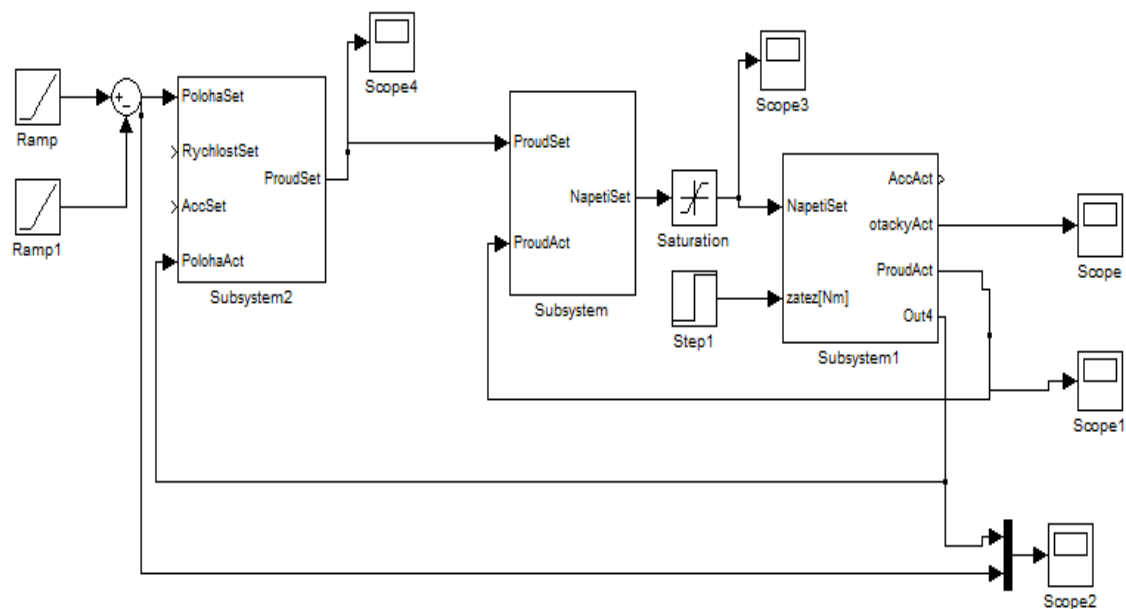 Scope4
Scope3
PolohaSet
RychlostSet
ProudSet
AccSet
PolohaAct
Subsystem2
Ramp
Ramp1
ProudSet
NapetiSet
ProudAct
Subsystem
Saturation
Step1
AccAct
NapetiSet
otackyAct
ProudAct
zatez[Nm]
Out4
Subsystem1
Scope
Scope1
Scope2